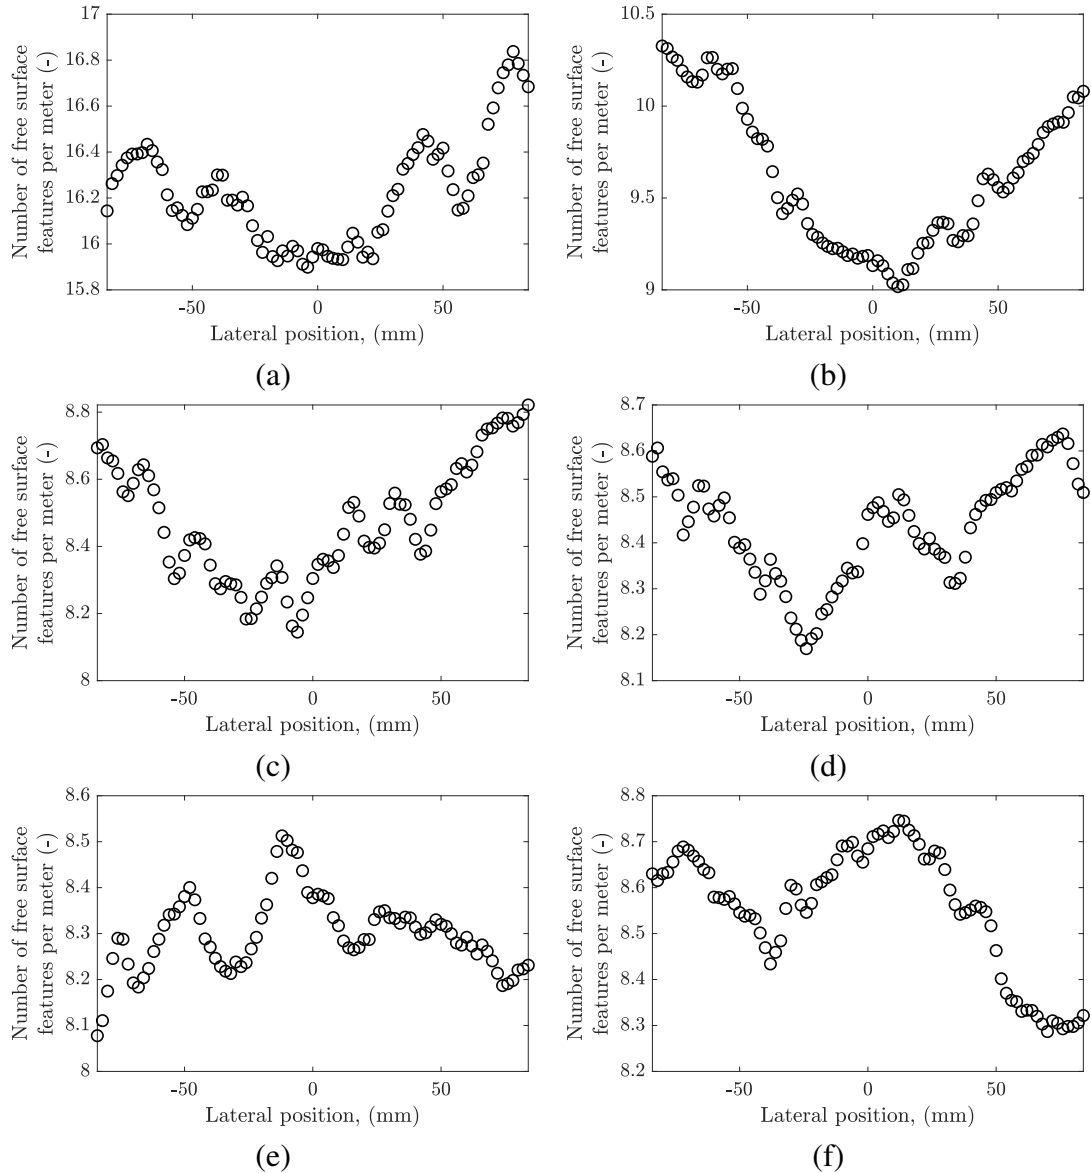 17
16.8
16.6
16.4
16.2
16
15.8
-50 0 50
Number of free surface
features per meter (-)
Lateral position, (mm)
(a)
10.5
10
9.5
9
-50 0 50
Number of free surface
features per meter (-)
Lateral position, (mm)
(b)
8.8
8.6
8.4
8.2
8
-50 0 50
Number of free surface
features per meter (-)
Lateral position, (mm)
(c)
8.7
8.6
8.5
8.4
8.3
8.2
8.1
-50 0 50
Number of free surface
features per meter (-)
Lateral position, (mm)
(d)
8.6
8.5
8.4
8.3
8.2
8.1
8
-50 0 50
Number of free surface
features per meter (-)
Lateral position, (mm)
(e)
8.8
8.7
8.6
8.5
8.4
8.3
8.2
-50 0 50
Number of free surface
features per meter (-)
Lateral position, (mm)
(f)